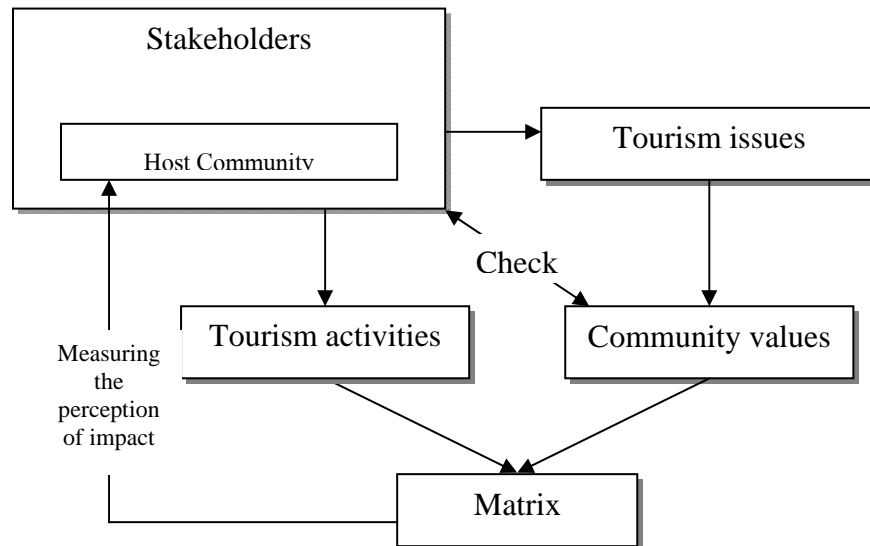 Stakeholders
Host Community
Tourism issues
Check
Tourism activities
Community values
Measuring
the
perception
of impact
Matrix